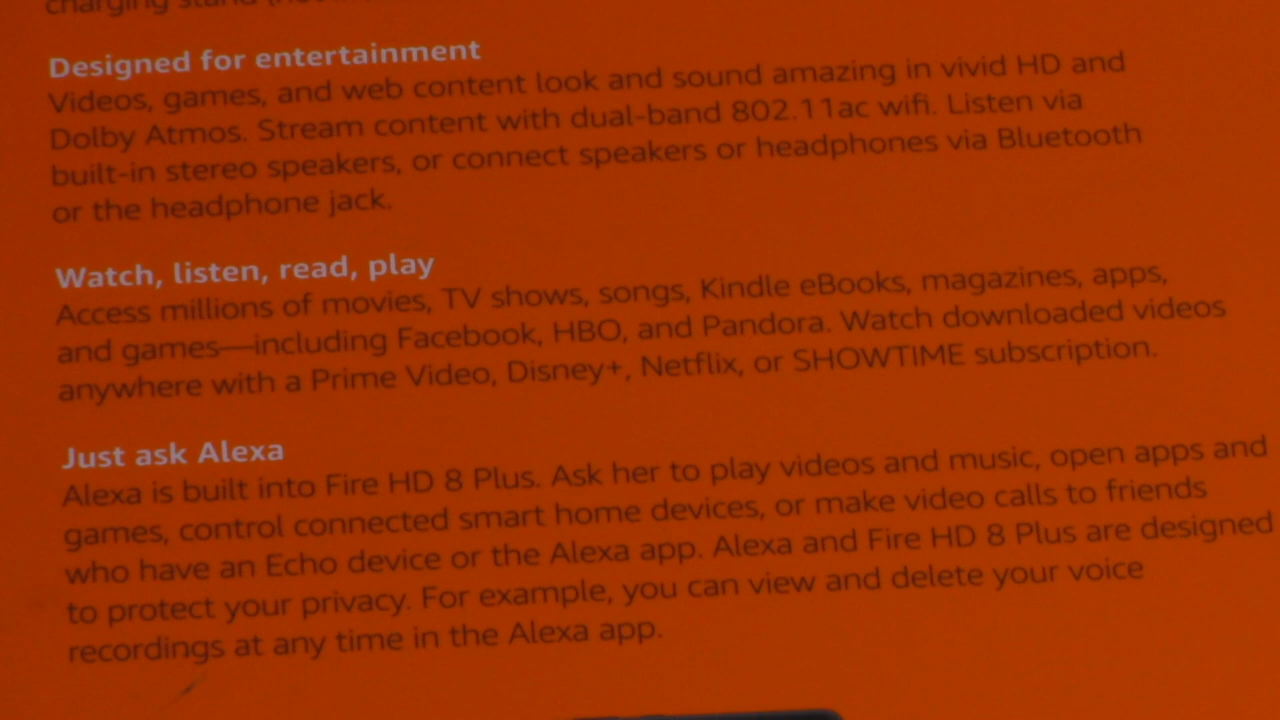 charging stand
Designed for entertainment
Videos, games, and web content look and sound amazing in vivid HD and
Dolby Atmos. Stream content with dual-band 802.11ac wifi. Listen via
built-in stereo speakers, or connect speakers or headphones via Bluetooth
or the headphone jack.
Watch, listen, read, play
Access millions of movies, TV shows, songs, Kindle eBooks, magazines, apps,
and games—including Facebook, HBO, and Pandora. Watch downloaded videos
anywhere with a Prime Video, Disney+, Netflix, or SHOWTIME subscription.
Just ask Alexa
Alexa is built into Fire HD 8 Plus. Ask her to play videos and music, open apps and
games, control connected smart home devices, or make video calls to friends
who have an Echo device or the Alexa app. Alexa and Fire HD 8 Plus are designed
to protect your privacy. For example, you can view and delete your voice
recordings at any time in the Alexa app.